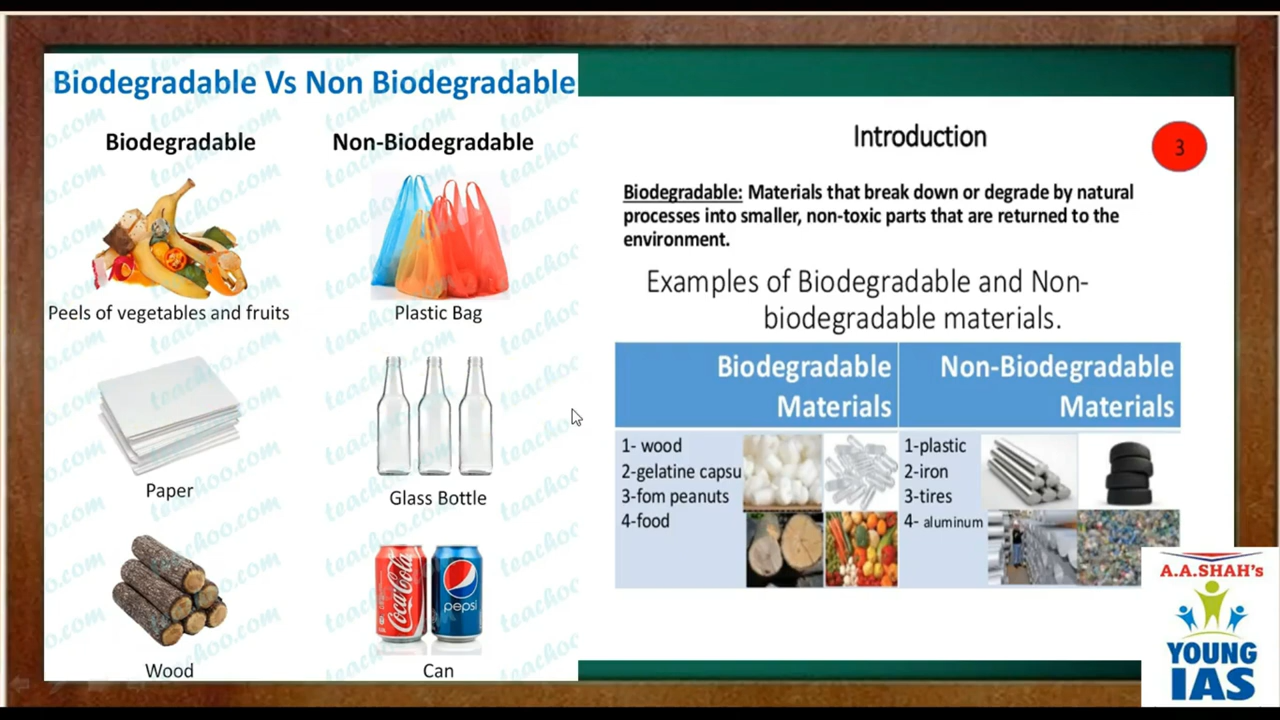 Biodegradable Vs Non Biodegradable
Biodegradable
Non-Biodegradable
Peels of vegetables and fruits
Plastic Bag
Paper
Glass Bottle
Coca-Cola
pepsi
Wood
Can
teachoo.com
Introduction
3
Biodegradable: Materials that break down or degrade by natural
processes into smaller, non-toxic parts that are returned to the
environment.
Examples of Biodegradable and Non-
biodegradable materials.
Biodegradable
Materials
Non-Biodegradable
Materials
1- wood
2-gelatine capsu
3-fom peanuts
4-food
1-plastic
2-iron
3-tires
4- aluminum
A.A.SHAH's
YOUNG
IAS